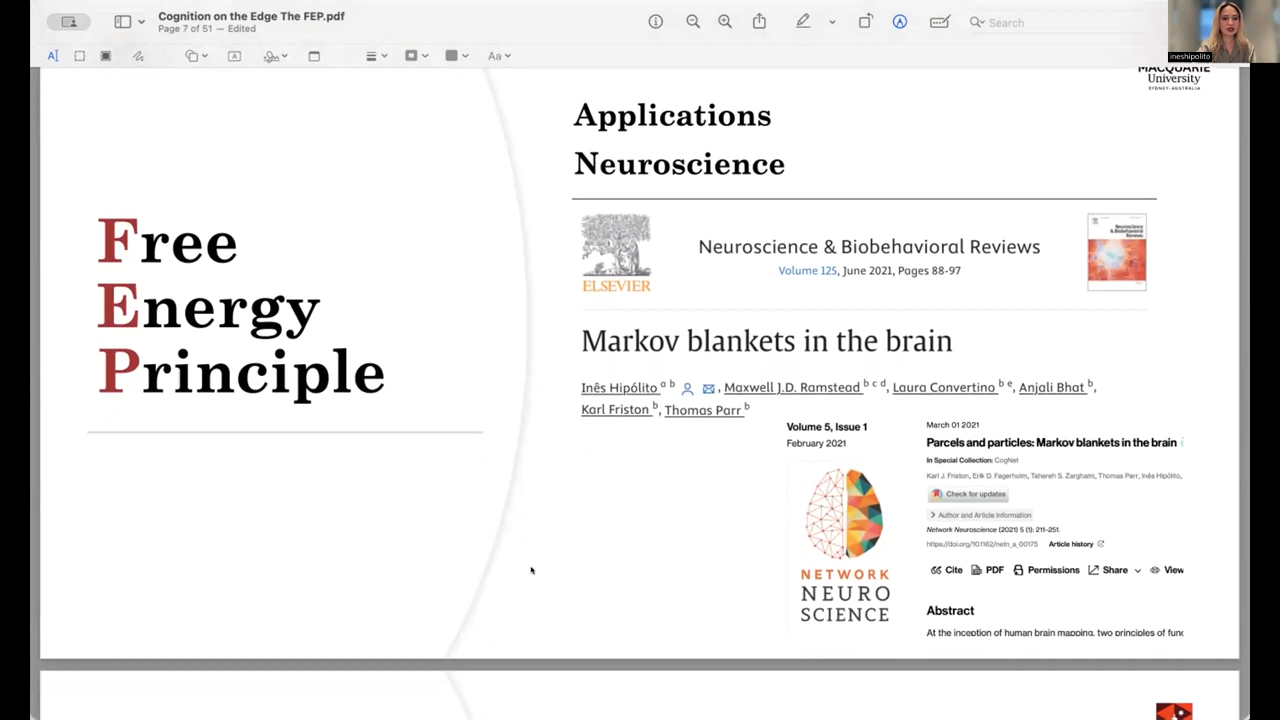 Cognition on the Edge The FEP.pdf
Page 7 of 51 — Edited
Search
Aa
ineshipolito
MACQUARIE
University
SYDNEY·AUSTRALIA
Free
Energy
Principle
Applications
Neuroscience
ELSEVIER
Neuroscience & Biobehavioral Reviews
Volume 125, June 2021, Pages 88-97
Neuroscience
& Biobehavioral
Reviews
Markov blankets in the brain
Inês Hipólito a b , Maxwell J.D. Ramstead b c d, Laura Convertino b e, Anjali Bhat b,
Karl Friston b, Thomas Parr b
Volume 5, Issue 1
February 2021
NETWORK
NEURO
SCIENCE
March 01 2021
Parcels and particles: Markov blankets in the brain
In Special Collection: CogNet
Karl J. Friston, Erik D. Fagerholm, Tahereh S. Zarghami, Thomas Parr, Inês Hipólito,
Check for updates
Author and Article Information
Network Neuroscience (2021) 5 (1): 211–251.
https://doi.org/10.1162/netn_a_00175 Article history
Cite PDF Permissions Share View
Abstract
At the inception of human brain mapping, two principles of func